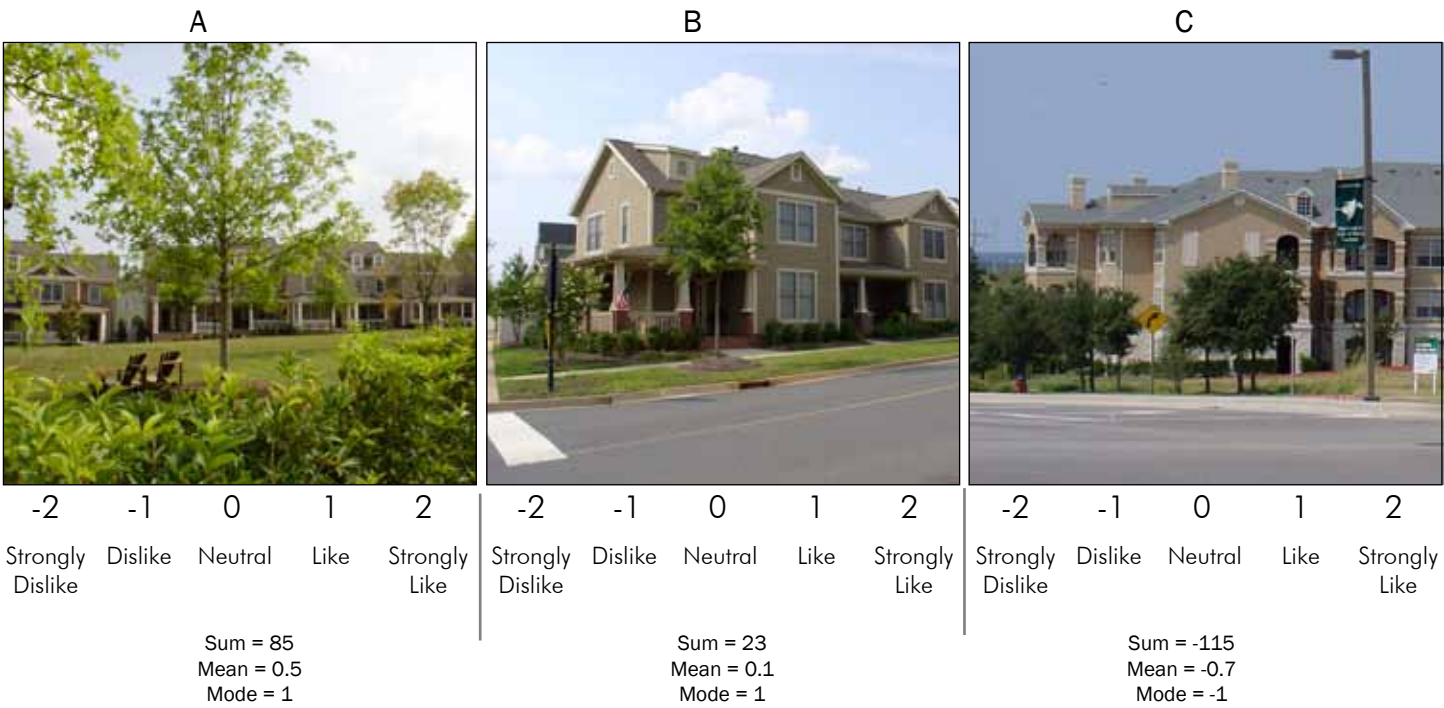 A
B
C
-2 -1 0 1 2
Strongly Dislike Neutral Like Strongly
Dislike Like
Sum = 85
Mean = 0.5
Mode = 1
-2 -1 0 1 2
Strongly Dislike Neutral Like Strongly
Dislike Like
Sum = 23
Mean = 0.1
Mode = 1
-2 -1 0 1 2
Strongly Dislike Neutral Like Strongly
Dislike Like
Sum = -115
Mean = -0.7
Mode = -1